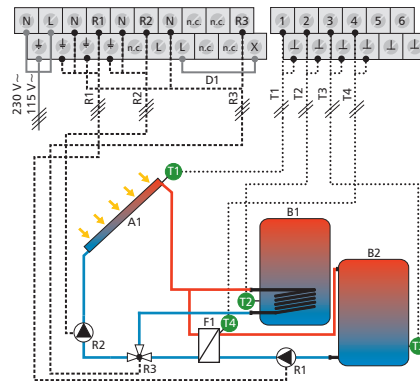 N L N R1 N R2 N n.c. n.c. R3 1 2 3 4 5 6
n.c. L L n.c. n.c. X
D1
230 V ~
115 V ~
R1 R2 R3 T1 T2 T3 T4
T1
A1
B1
B2
T2
F1
T4
R2
R3
R1